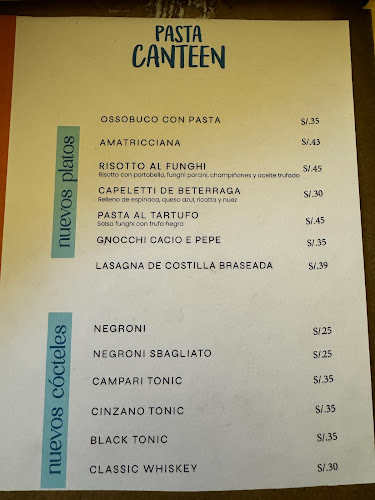 PASTA
CANTEEN
nuevos platos
OSSOBUCO CON PASTA S/.35
AMATRICCIANA S/.43
RISOTTO AL FUNGHI S/.45
Risotto con portobello, funghi porcini, champiñones y aceite trufado
CAPELETTI DE BETERRAGA S/.30
Relleno de espinaca, queso azul, ricotta y nuez
PASTA AL TARTUFO S/.45
Salsa funghi con trufa negra
GNOCCHI CACIO E PEPE S/.35
LASAGNA DE COSTILLA BRASEADA S/.39
nuevos cócteles
NEGRONI S/25
NEGRONI SBAGLIATO S/25
CAMPARI TONIC S/.35
CINZANO TONIC S/.35
BLACK TONIC S/.35
CLASSIC WHISKEY S/.30